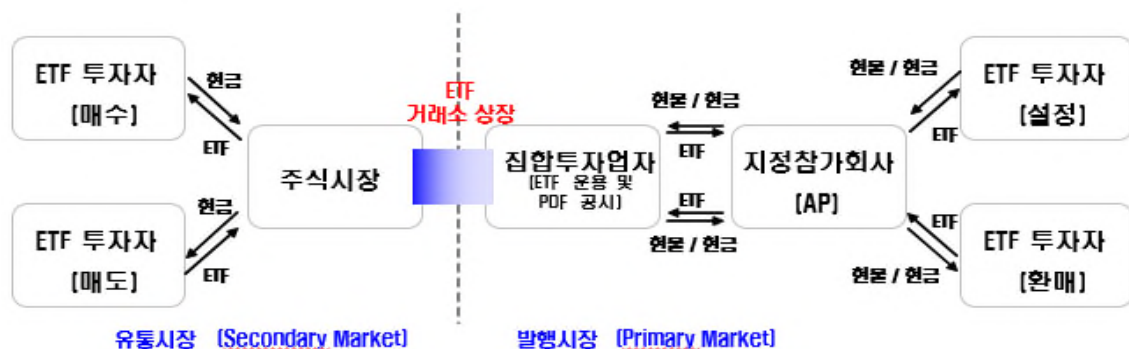 ETF 투자자
(매수)
현금
ETF
ETF 투자자
(매도)
현금
ETF
주식시장
ETF
거래소 상장
집합투자업자
(ETF 운용 및
PDF 공시)
현물 / 현금
ETF
ETF
현물 / 현금
지정참가회사
(AP)
현물 / 현금
ETF
ETF 투자자
(설정)
ETF
현물 / 현금
ETF 투자자
(환매)
유통시장 (Secondary Market)
발행시장 (Primary Market)